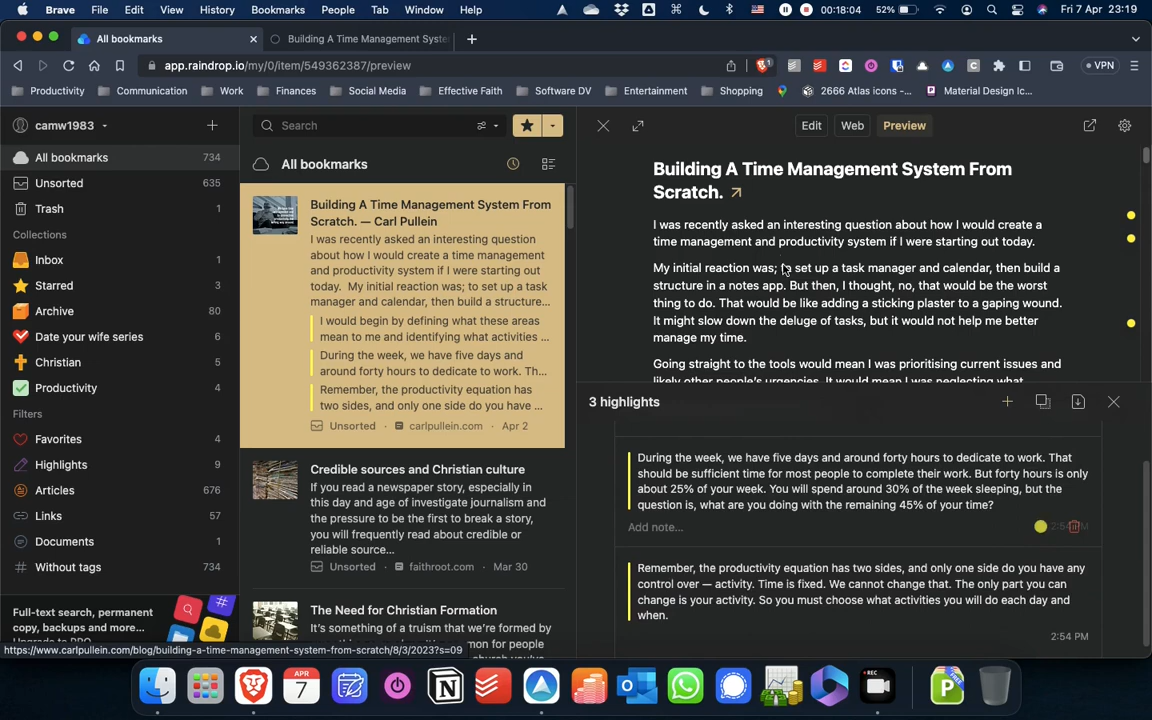 Brave File Edit View History Bookmarks People Tab Window Help
00:18:04 52% Fri 7 Apr 23:19
All bookmarks
Building A Time Management Syste
app.raindrop.io/my/0/item/549362387/preview
1
VPN
Productivity Communication Work Finances Social Media Effective Faith Software DV Entertainment Shopping 2666 Atlas icons -... Material Design Ic...
camw1983
All bookmarks 734
Unsorted 635
Trash 1
Collections
Inbox 1
Starred 3
Archive 80
Date your wife series 6
Christian 5
Productivity 4
Filters
Favorites 4
Highlights 9
Articles 676
Links 57
Documents 1
Without tags 734
Full-text search, permanent
copy, backups and more...
https://www.carlpullein.com/blog/building-a-time-management-system-from-scratch/8/3/2023?s=09
Search
All bookmarks
Building A Time Management System From
Scratch. — Carl Pullein
I was recently asked an interesting question
about how I would create a time management
and productivity system if I were starting out
today. My initial reaction was; to set up a task
manager and calendar, then build a structure...
I would begin by defining what these areas
mean to me and identifying what activities ...
During the week, we have five days and
around forty hours to dedicate to work. Th...
Remember, the productivity equation has
two sides, and only one side do you have ...
Unsorted · carlpullein.com · Apr 2
Credible sources and Christian culture
If you read a newspaper story, especially in
this day and age of investigate journalism and
the pressure to be the first to break a story,
you will frequently read about credible or
reliable source...
Unsorted · faithroot.com · Mar 30
The Need for Christian Formation
It's something of a truism that we're formed by
Edit Web Preview
Building A Time Management System From
Scratch.
I was recently asked an interesting question about how I would create a
time management and productivity system if I were starting out today.
My initial reaction was; to set up a task manager and calendar, then build a
structure in a notes app. But then, I thought, no, that would be the worst
thing to do. That would be like adding a sticking plaster to a gaping wound.
It might slow down the deluge of tasks, but it would not help me better
manage my time.
Going straight to the tools would mean I was prioritising current issues and
likely other people's urgencies. It would mean I was neglecting what
3 highlights
During the week, we have five days and around forty hours to dedicate to work. That
should be sufficient time for most people to complete their work. But forty hours is only
about 25% of your week. You will spend around 30% of the week sleeping, but the
question is, what are you doing with the remaining 45% of your time?
Add note...
Remember, the productivity equation has two sides, and only one side do you have any
control over — activity. Time is fixed. We cannot change that. The only part you can
change is your activity. So you must choose what activities you will do each day and
when.
2:54 PM
APR
7
REC